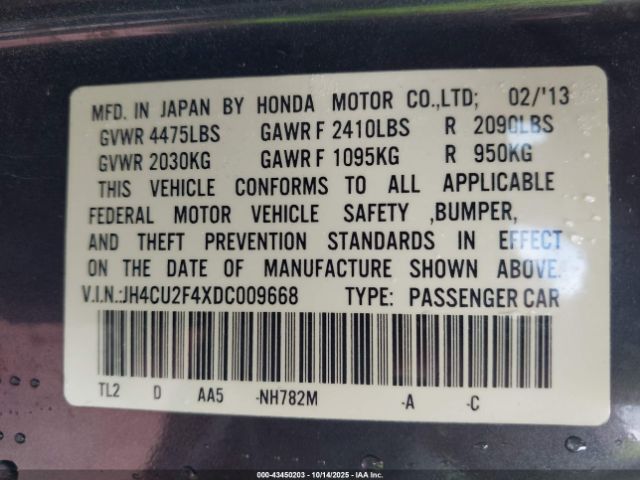 MFD. IN JAPAN BY HONDA MOTOR CO.,LTD; 02/'13
GVWR 4475LBS GAWR F 2410LBS R 2090LBS
GVWR 2030KG GAWR F 1095KG R 950KG
THIS VEHICLE CONFORMS TO ALL APPLICABLE
FEDERAL MOTOR VEHICLE SAFETY ,BUMPER,
AND THEFT PREVENTION STANDARDS IN EFFECT
ON THE DATE OF MANUFACTURE SHOWN ABOVE.
V.I.N.:JH4CU2F4XDC009668 TYPE: PASSENGER CAR
TL2 D AA5 -NH782M -A -C
000-43450203 - 10/14/2025 - IAA Inc.